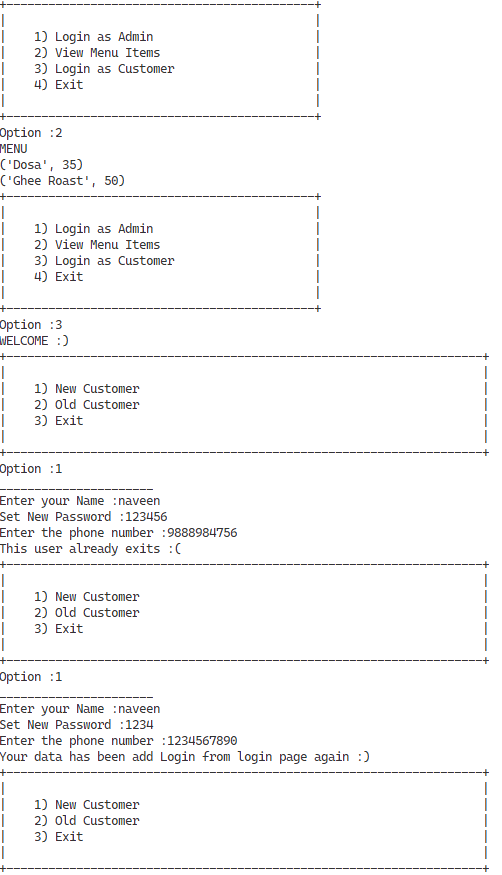 +--------------------------------------------+
|                                            |
    1) Login as Admin
    2) View Menu Items
    3) Login as Customer
    4) Exit
|                                            |
+--------------------------------------------+
Option :2
MENU
('Dosa', 35)
('Ghee Roast', 50)
+--------------------------------------------+
|                                            |
    1) Login as Admin
    2) View Menu Items
    3) Login as Customer
    4) Exit
|                                            |
+--------------------------------------------+
Option :3
WELCOME :)
+--------------------------------------------------------------------+
|                                                                    |
    1) New Customer
    2) Old Customer
    3) Exit
|                                                                    |
+--------------------------------------------------------------------+
Option :1
______________________
Enter your Name :naveen
Set New Password :123456
Enter the phone number :9888984756
This user already exits :(
+--------------------------------------------------------------------+
|                                                                    |
    1) New Customer
    2) Old Customer
    3) Exit
|                                                                    |
+--------------------------------------------------------------------+
Option :1
______________________
Enter your Name :naveen
Set New Password :1234
Enter the phone number :1234567890
Your data has been add Login from login page again :)
+--------------------------------------------------------------------+
|                                                                    |
    1) New Customer
    2) Old Customer
    3) Exit
|                                                                    |
+--------------------------------------------------------------------+